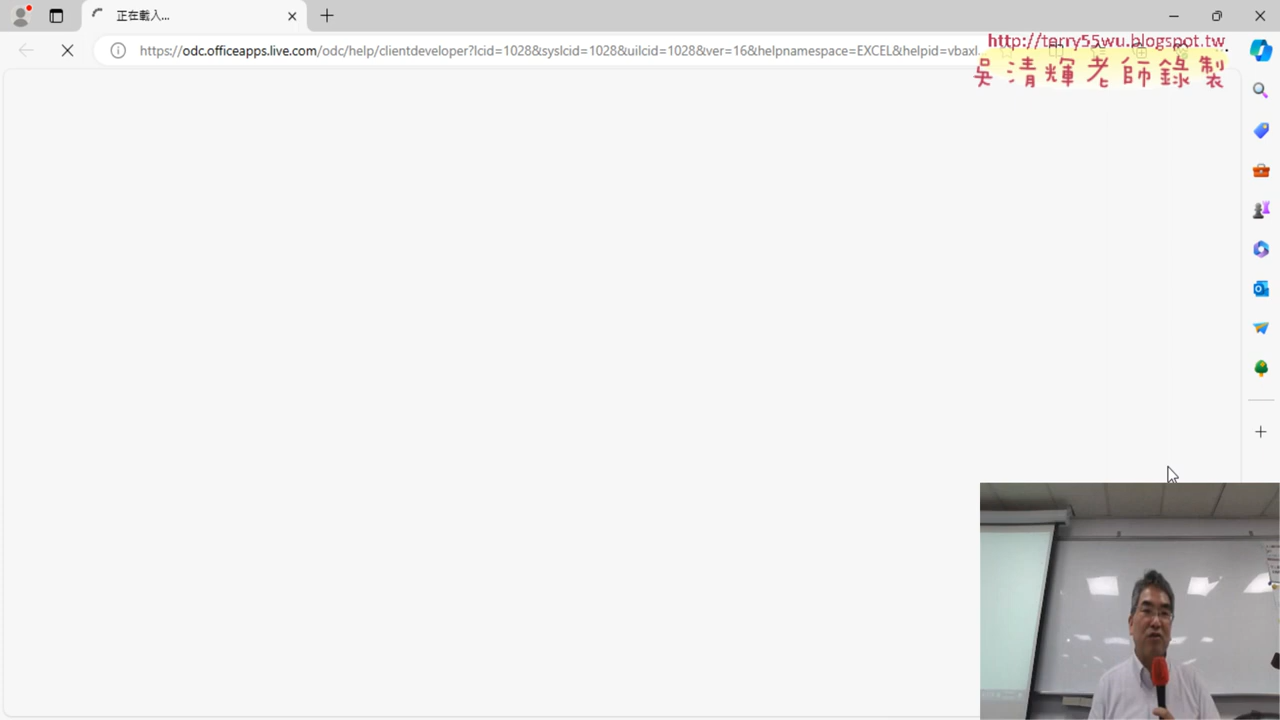 正在載入...
https://odc.officeapps.live.com/odc/help/clientdeveloper?lcid=1028&syslcid=1028&uilcid=1028&ver=16&helpnamespace=EXCEL&helpid=vbaxl
http://terry55wu.blogspot.tw
吳清輝老師錄製